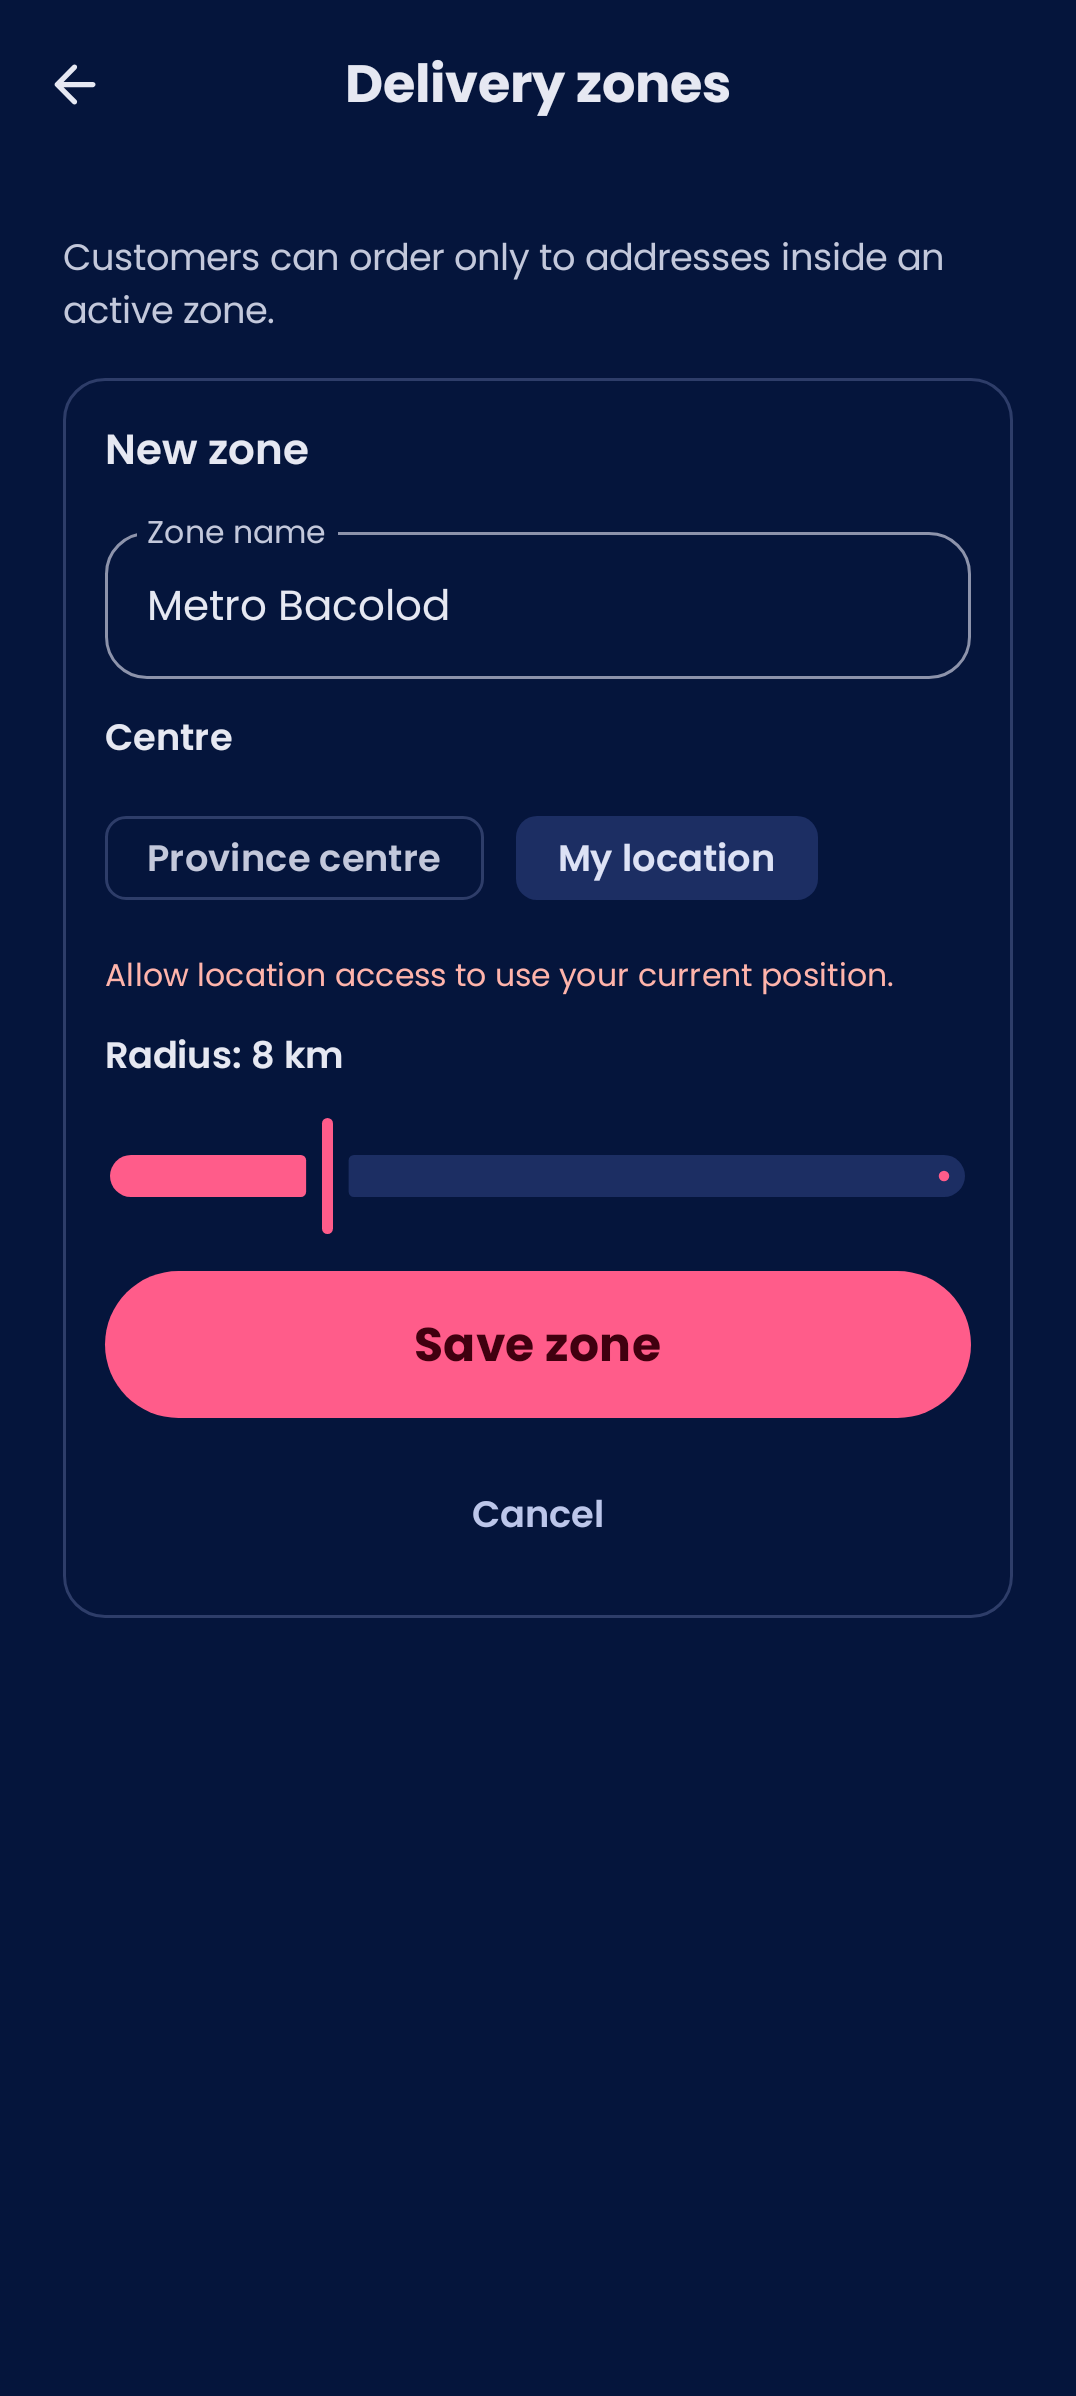 Delivery zones
Customers can order only to addresses inside an
active zone.
New zone
Zone name
Metro Bacolod
Centre
Province centre
My location
Allow location access to use your current position.
Radius: 8 km
Save zone
Cancel